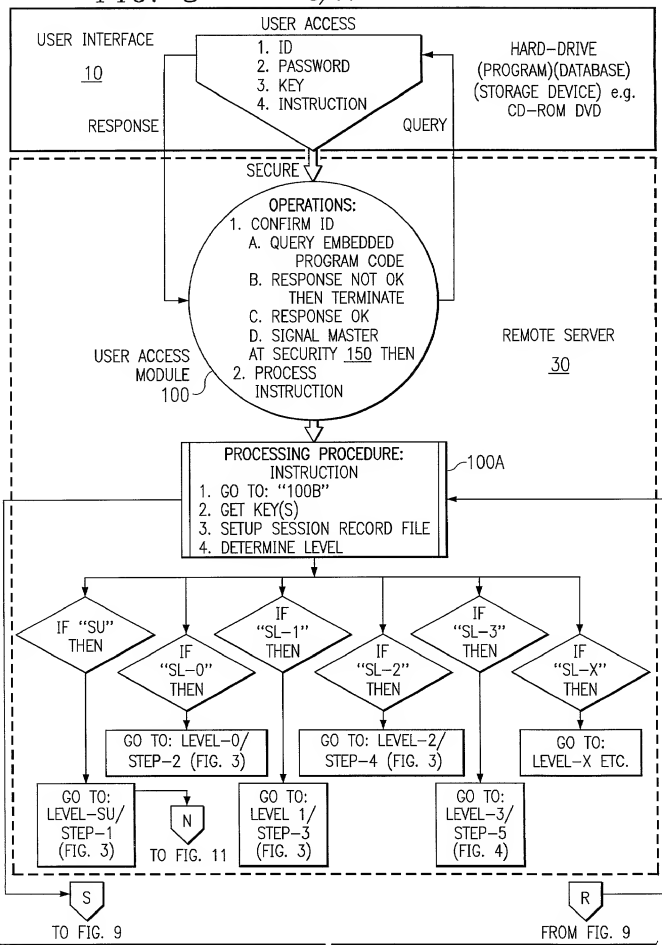 USER ACCESS
USER INTERFACE
10
1. ID
2. PASSWORD
3. KEY
4. INSTRUCTION
HARD-DRIVE
(PROGRAM)(DATABASE)
(STORAGE DEVICE) e.g.
CD-ROM DVD
RESPONSE
QUERY
SECURE
OPERATIONS:
1. CONFIRM ID
A. QUERY EMBEDDED
PROGRAM CODE
B. RESPONSE NOT OK
THEN TERMINATE
C. RESPONSE OK
D. SIGNAL MASTER
AT SECURITY 150 THEN
2. PROCESS
INSTRUCTION
USER ACCESS
MODULE
100
REMOTE SERVER
30
PROCESSING PROCEDURE:
INSTRUCTION
1. GO TO: "100B"
2. GET KEY(S)
3. SETUP SESSION RECORD FILE
4. DETERMINE LEVEL
100A
IF "SU"
THEN
IF
"SL-0"
THEN
IF
"SL-1"
THEN
IF
"SL-2"
THEN
IF
"SL-3"
THEN
IF
"SL-X"
THEN
GO TO: LEVEL-0/
STEP-2 (FIG. 3)
GO TO: LEVEL-2/
STEP-4 (FIG. 3)
GO TO:
LEVEL-X ETC.
GO TO:
LEVEL-SU/
STEP-1
(FIG. 3)
N
TO FIG. 11
GO TO:
LEVEL 1/
STEP-3
(FIG. 3)
GO TO:
LEVEL-3/
STEP-5
(FIG. 4)
S
TO FIG. 9
R
FROM FIG. 9